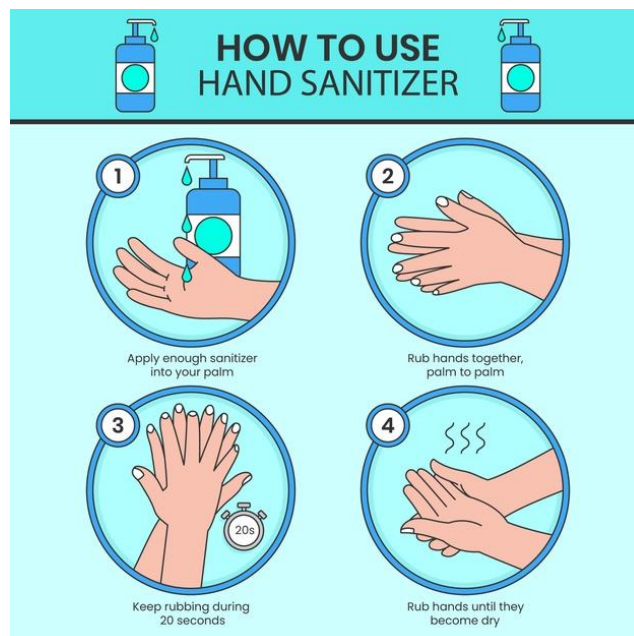 HOW TO USE
HAND SANITIZER
1
Apply enough sanitizer
into your palm
2
Rub hands together,
palm to palm
3
20s
Keep rubbing during
20 seconds
4
Rub hands until they
become dry